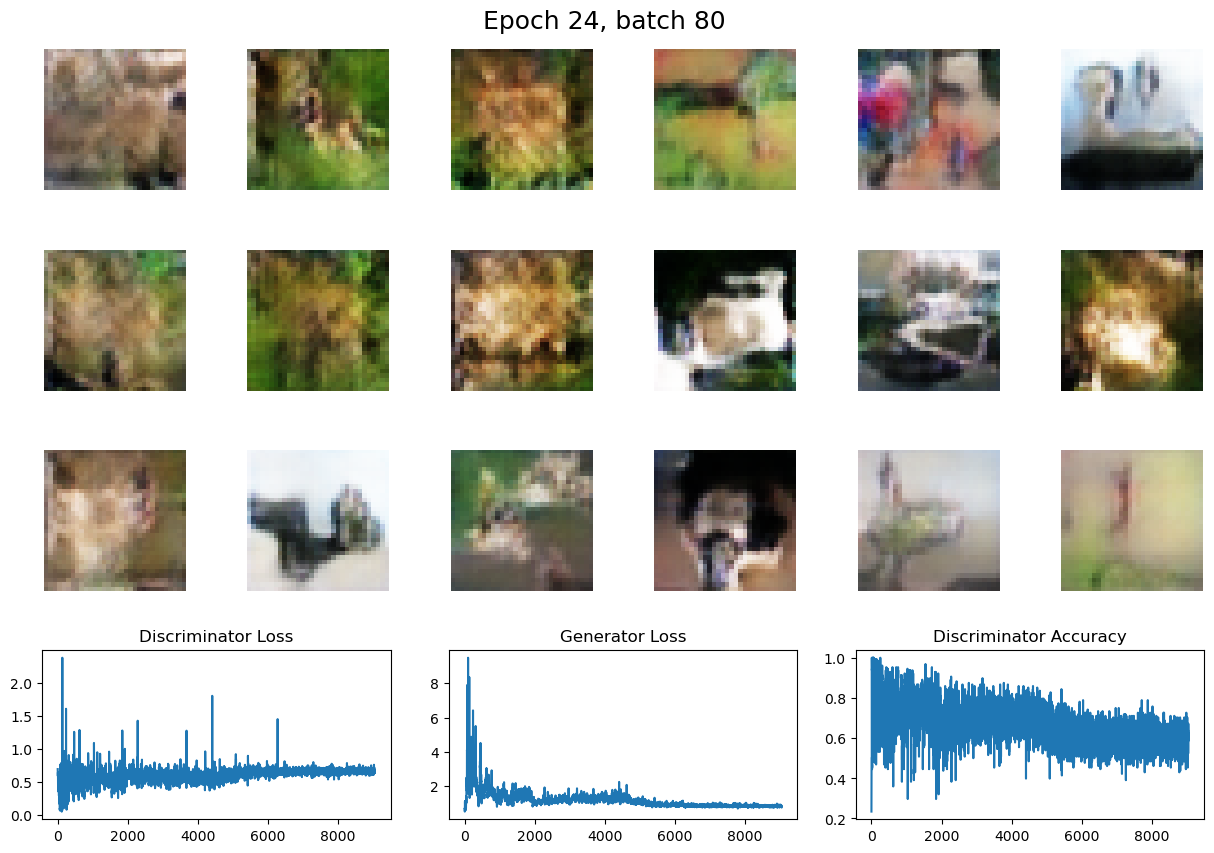 Epoch 24, batch 80
Discriminator Loss
Generator Loss
Discriminator Accuracy
2.0
1.5
1.0
0.5
0.0
0 2000 4000 6000 8000
8
6
4
2
0 2000 4000 6000 8000
1.0
0.8
0.6
0.4
0.2
0 2000 4000 6000 8000